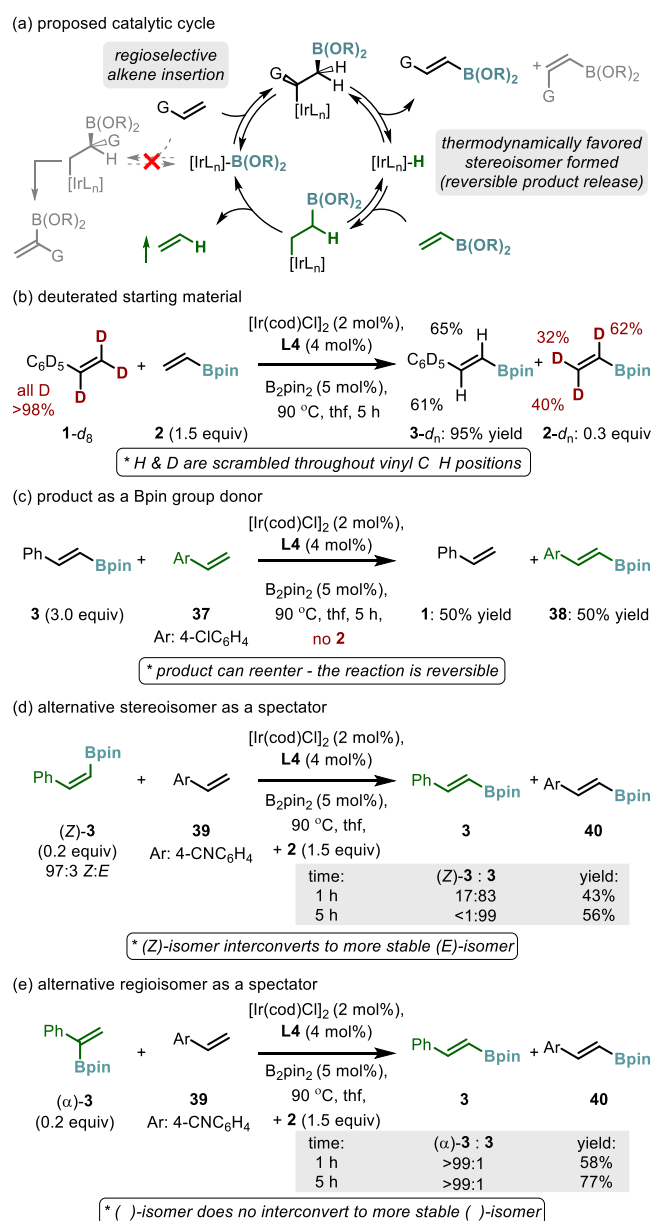 (a) proposed catalytic cycle
regioselective
alkene insertion
B(OR)2
G
H
H
[IrLn]
G
B(OR)2
+
B(OR)2
G
G
B(OR)2
G
H
[IrLn]
[IrLn]-B(OR)2
[IrLn]-H
thermodynamically favored
stereoisomer formed
(reversible product release)
B(OR)2
G
H
B(OR)2
H
[IrLn]
B(OR)2
(b) deuterated starting material
[Ir(cod)Cl]2 (2 mol%),
L4 (4 mol%)
B2pin2 (5 mol%),
90 °C, thf, 5 h
C6D5
D
D
D
all D
>98%
+
Bpin
65%
H
C6D5
Bpin
H
61%
+
32%
D
62%
D
Bpin
D
40%
1-d8
2 (1.5 equiv)
3-dn: 95% yield
2-dn: 0.3 equiv
* H & D are scrambled throughout vinyl C H positions
(c) product as a Bpin group donor
[Ir(cod)Cl]2 (2 mol%),
L4 (4 mol%)
Ph
Bpin
+
Ar
Ph
+
Ar
Bpin
B2pin2 (5 mol%),
90 °C, thf, 5 h,
no 2
3 (3.0 equiv)
37
Ar: 4-ClC6H4
1: 50% yield
38: 50% yield
* product can reenter - the reaction is reversible
(d) alternative stereoisomer as a spectator
[Ir(cod)Cl]2 (2 mol%),
L4 (4 mol%)
Bpin
Ph
+
Ar
Ph
Bpin
+
Ar
Bpin
B2pin2 (5 mol%),
90 °C, thf,
+ 2 (1.5 equiv)
(Z)-3
(0.2 equiv)
97:3 Z:E
39
Ar: 4-CNC6H4
3
40
time: (Z)-3 : 3 yield:
1 h 17:83 43%
5 h <1:99 56%
* (Z)-isomer interconverts to more stable (E)-isomer
(e) alternative regioisomer as a spectator
[Ir(cod)Cl]2 (2 mol%),
L4 (4 mol%)
Ph
Bpin
+
Ar
Ph
Bpin
+
Ar
Bpin
B2pin2 (5 mol%),
90 °C, thf,
+ 2 (1.5 equiv)
(α)-3
(0.2 equiv)
39
Ar: 4-CNC6H4
3
40
time: (α)-3 : 3 yield:
1 h >99:1 58%
5 h >99:1 77%
* ( )-isomer does no interconvert to more stable ( )-isomer